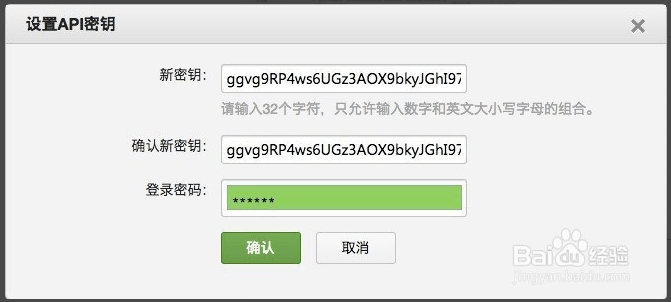 设置API密钥
新密钥：
ggvg9RP4ws6UGz3AOX9bkyJGhI97
请输入32个字符，只允许输入数字和英文大小写字母的组合。
确认新密钥：
ggvg9RP4ws6UGz3AOX9bkyJGhI97
登录密码：
******
确认 取消
Bai 经验
jingyan.baidu.com